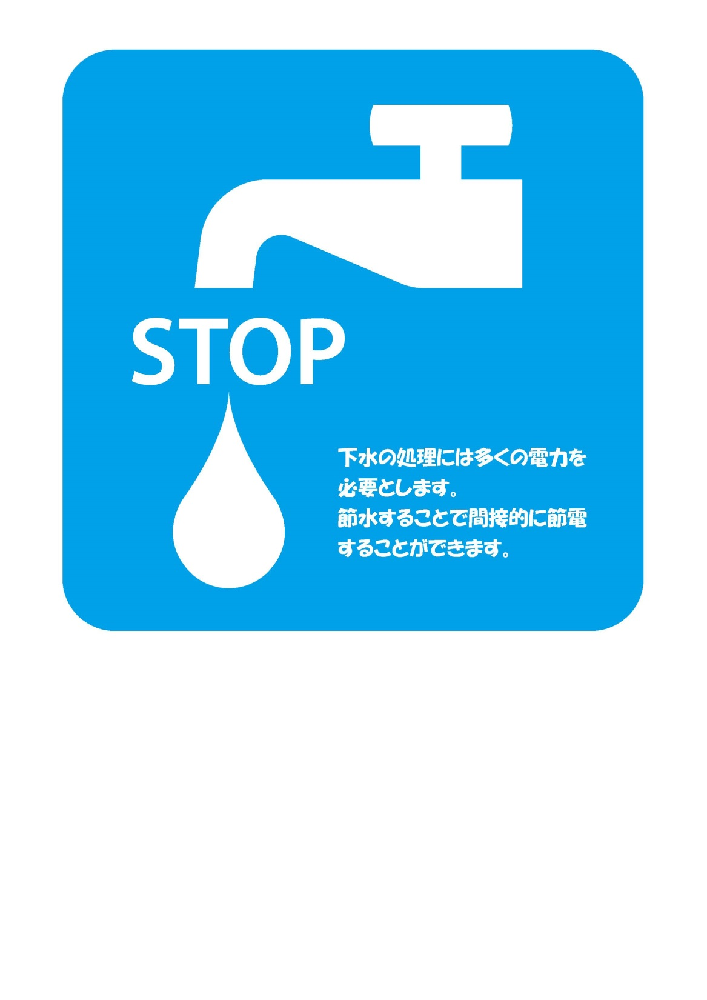 STOP
下水の処理には多くの電力を
必要とします。
節水することで間接的に節電
することができます。